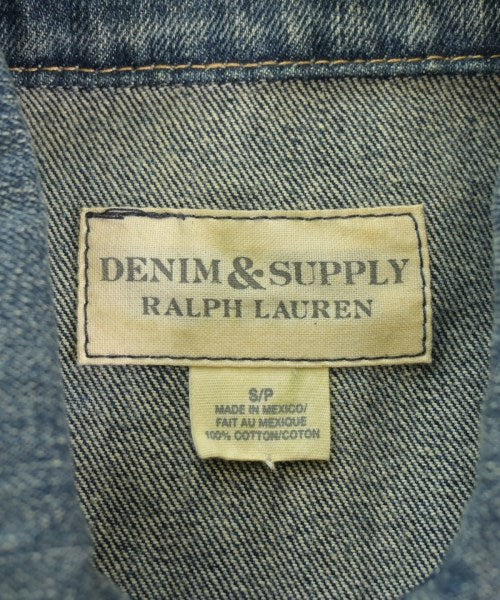 DENIM & SUPPLY
RALPH LAUREN
S/P
MADE IN MEXICO/
FAIT AU MEXIQUE
100% COTTON/COTON